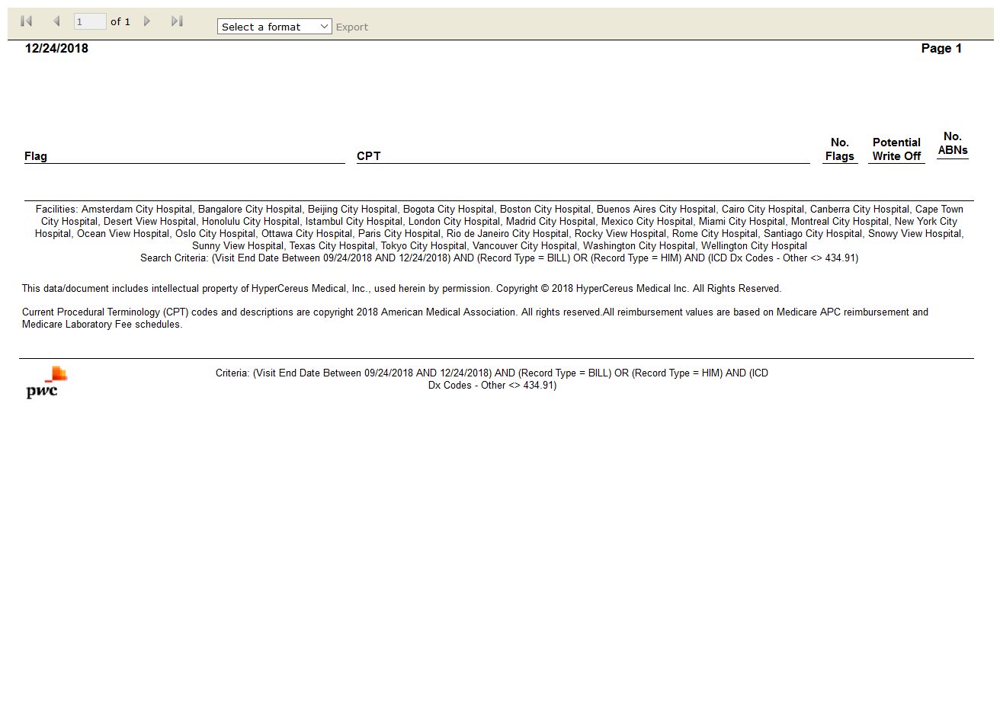 1 of 1 Select a format Export
12/24/2018 Page 1
No. Potential No.
Flag CPT Flags Write Off ABNs
Facilities: Amsterdam City Hospital, Bangalore City Hospital, Beijing City Hospital, Bogota City Hospital, Boston City Hospital, Buenos Aires City Hospital, Cairo City Hospital, Canberra City Hospital, Cape Town
City Hospital, Desert View Hospital, Honolulu City Hospital, Istambul City Hospital, London City Hospital, Madrid City Hospital, Mexico City Hospital, Miami City Hospital, Montreal City Hospital, New York City
Hospital, Ocean View Hospital, Oslo City Hospital, Ottawa City Hospital, Paris City Hospital, Rio de Janeiro City Hospital, Rocky View Hospital, Rome City Hospital, Santiago City Hospital, Snowy View Hospital,
Sunny View Hospital, Texas City Hospital, Tokyo City Hospital, Vancouver City Hospital, Washington City Hospital, Wellington City Hospital
Search Criteria: (Visit End Date Between 09/24/2018 AND 12/24/2018) AND (Record Type = BILL) OR (Record Type = HIM) AND (ICD Dx Codes - Other <> 434.91)
This data/document includes intellectual property of HyperCereus Medical, Inc., used herein by permission. Copyright © 2018 HyperCereus Medical Inc. All Rights Reserved.
Current Procedural Terminology (CPT) codes and descriptions are copyright 2018 American Medical Association. All rights reserved.All reimbursement values are based on Medicare APC reimbursement and
Medicare Laboratory Fee schedules.
pwc
Criteria: (Visit End Date Between 09/24/2018 AND 12/24/2018) AND (Record Type = BILL) OR (Record Type = HIM) AND (ICD
Dx Codes - Other <> 434.91)